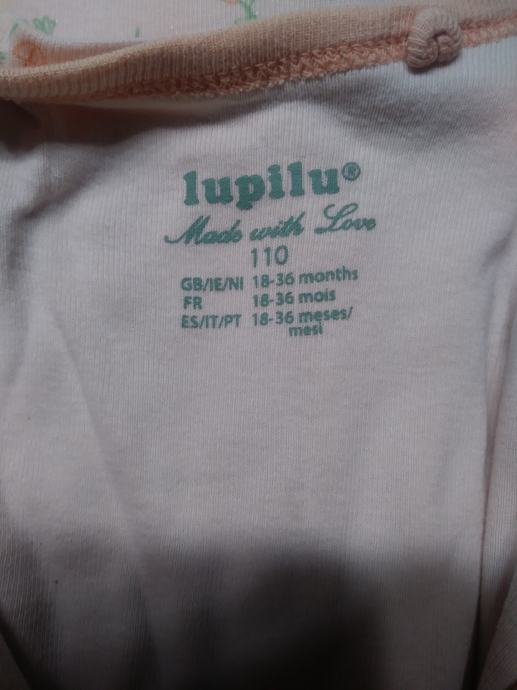 lupilu®
Made with Love
110
GB/IE/NI 18-36 months
FR 18-36 mois
ES/IT/PT 18-36 meses/
mesi